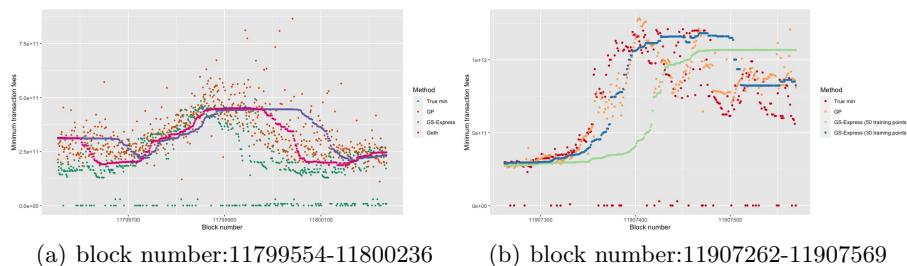 7.5e+11
5.0e+11
2.5e+11
0.0e+00
Minimum transaction fees
11799700
11799900
11800100
Block number
Method
True min
GP
GS-Express
Geth
(a) block number:11799554-11800236
1e+12
5e+11
0e+00
Minimum transaction fees
11907300
11907400
11907500
Block number
Method
True min
GP
GS-Express (50 training points)
GS-Express (30 training points)
(b) block number:11907262-11907569